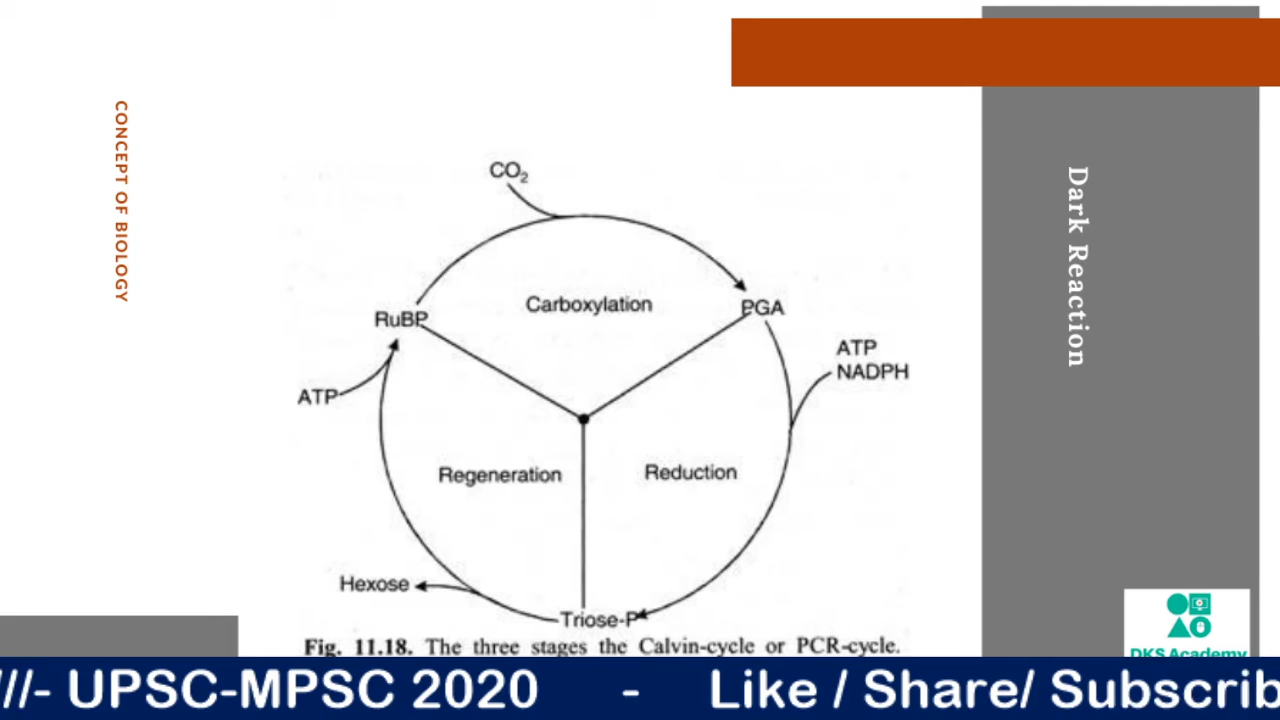 CONCEPT OF BIOLOGY
Dark Reaction
CO₂
Carboxylation
RuBP
PGA
ATP
NADPH
ATP
Regeneration
Reduction
Hexose
Triose-P
Fig. 11.18. The three stages the Calvin-cycle or PCR-cycle.
DKS Academy
///- UPSC-MPSC 2020 - Like / Share/ Subscrib